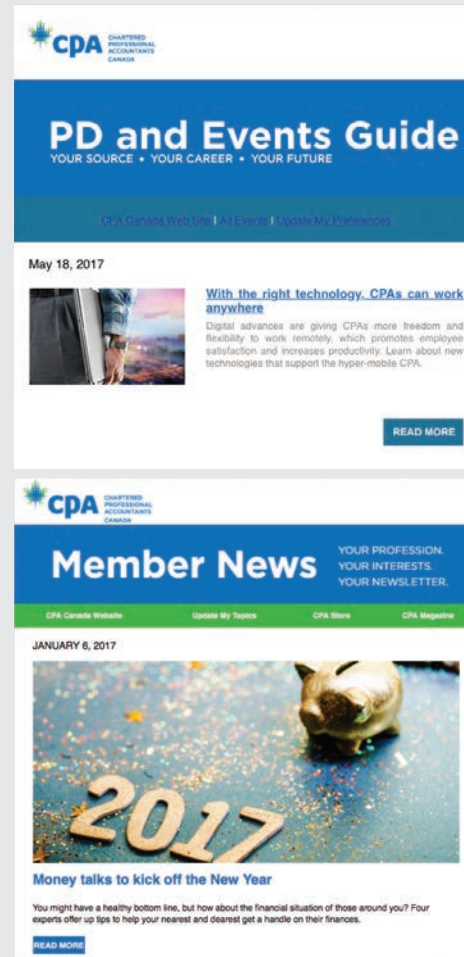 CPA
CHARTERED
PROFESSIONAL
ACCOUNTANTS
CANADA
PD and Events Guide
YOUR SOURCE • YOUR CAREER • YOUR FUTURE
CPA Canada Web Site | All Events | Update My Preferences
May 18, 2017
With the right technology, CPAs can work
anywhere
Digital advances are giving CPAs more freedom and
flexibility to work remotely, which promotes employee
satisfaction and increases productivity. Learn about new
technologies that support the hyper-mobile CPA.
READ MORE
CPA
CHARTERED
PROFESSIONAL
ACCOUNTANTS
CANADA
Member News
YOUR PROFESSION.
YOUR INTERESTS.
YOUR NEWSLETTER.
CPA Canada Website Update My Topics CPA Store CPA Magazine
JANUARY 6, 2017
2017
Money talks to kick off the New Year
You might have a healthy bottom line, but how about the financial situation of those around you? Four
experts offer up tips to help your nearest and dearest get a handle on their finances.
READ MORE